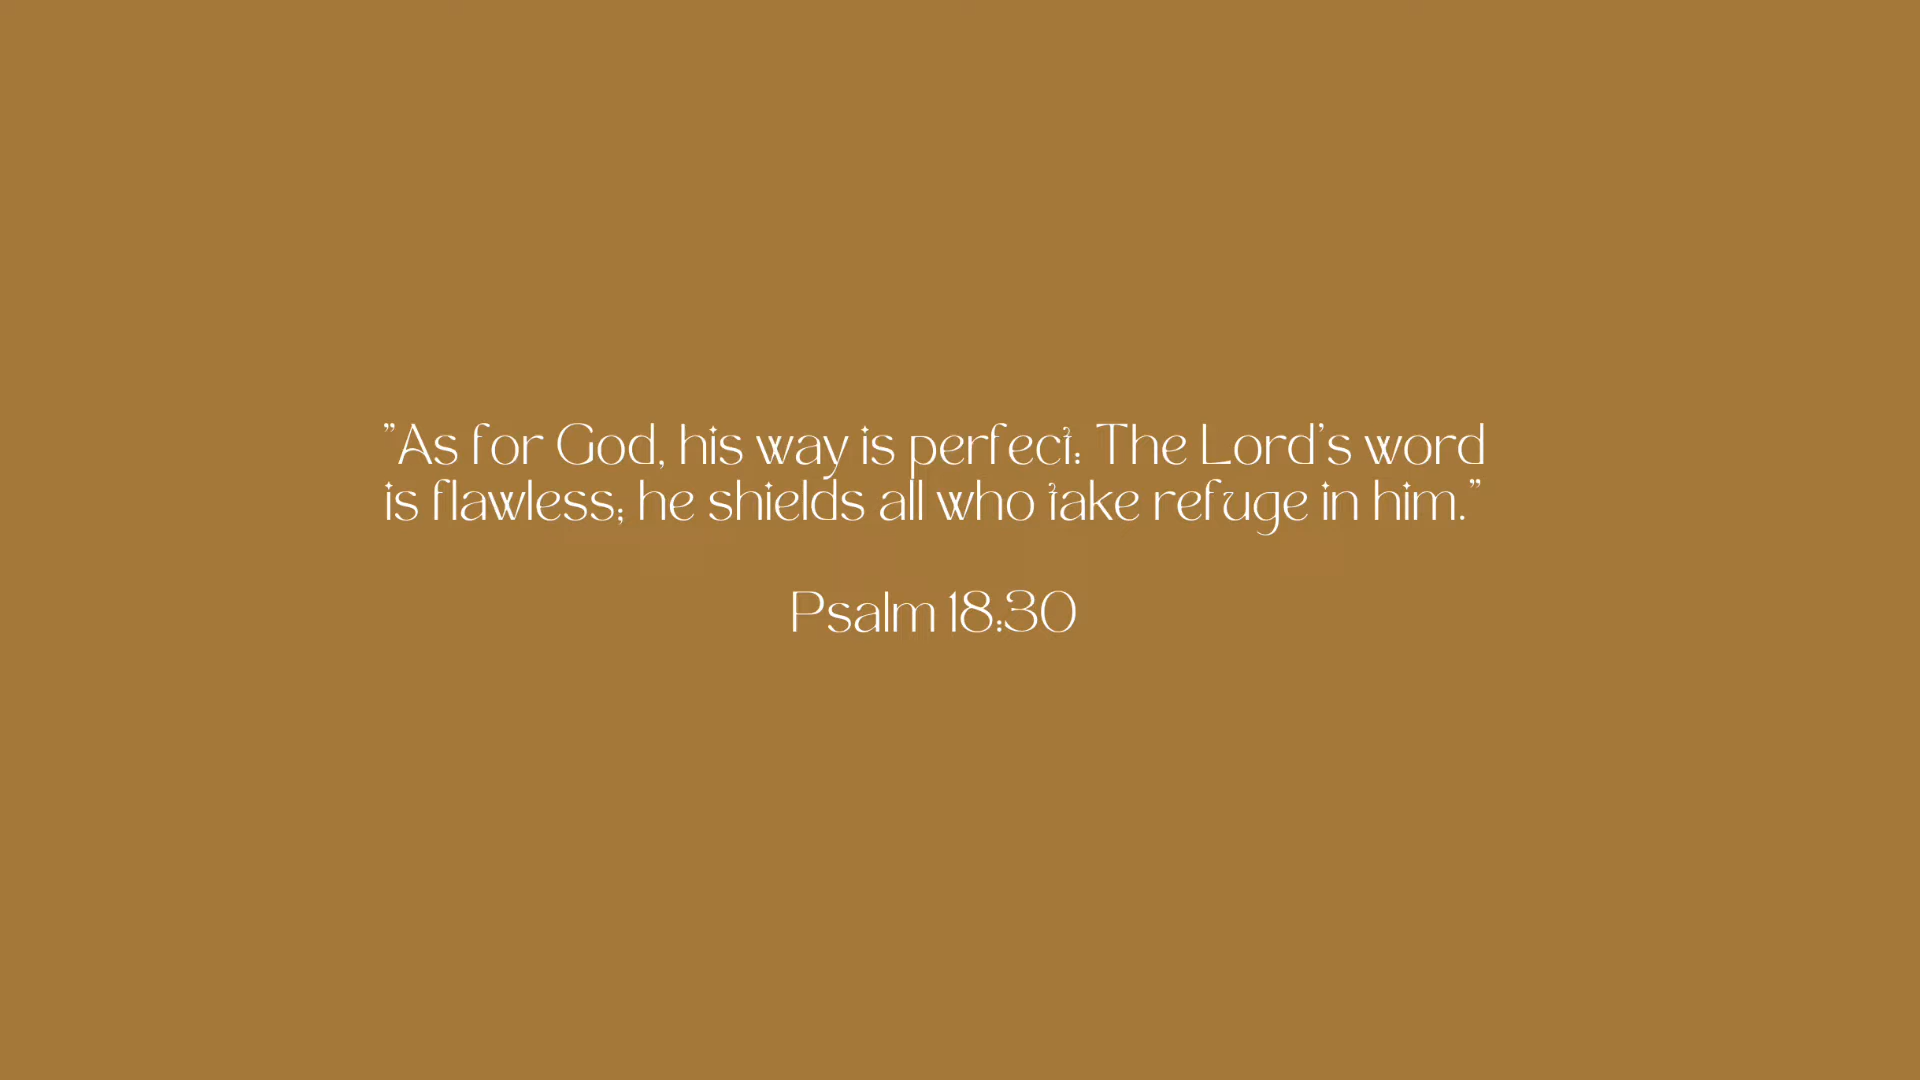 ”As for God, his way is perfect: The Lord’s word
is flawless; he shields all who take refuge in him.”
Psalm 18:30